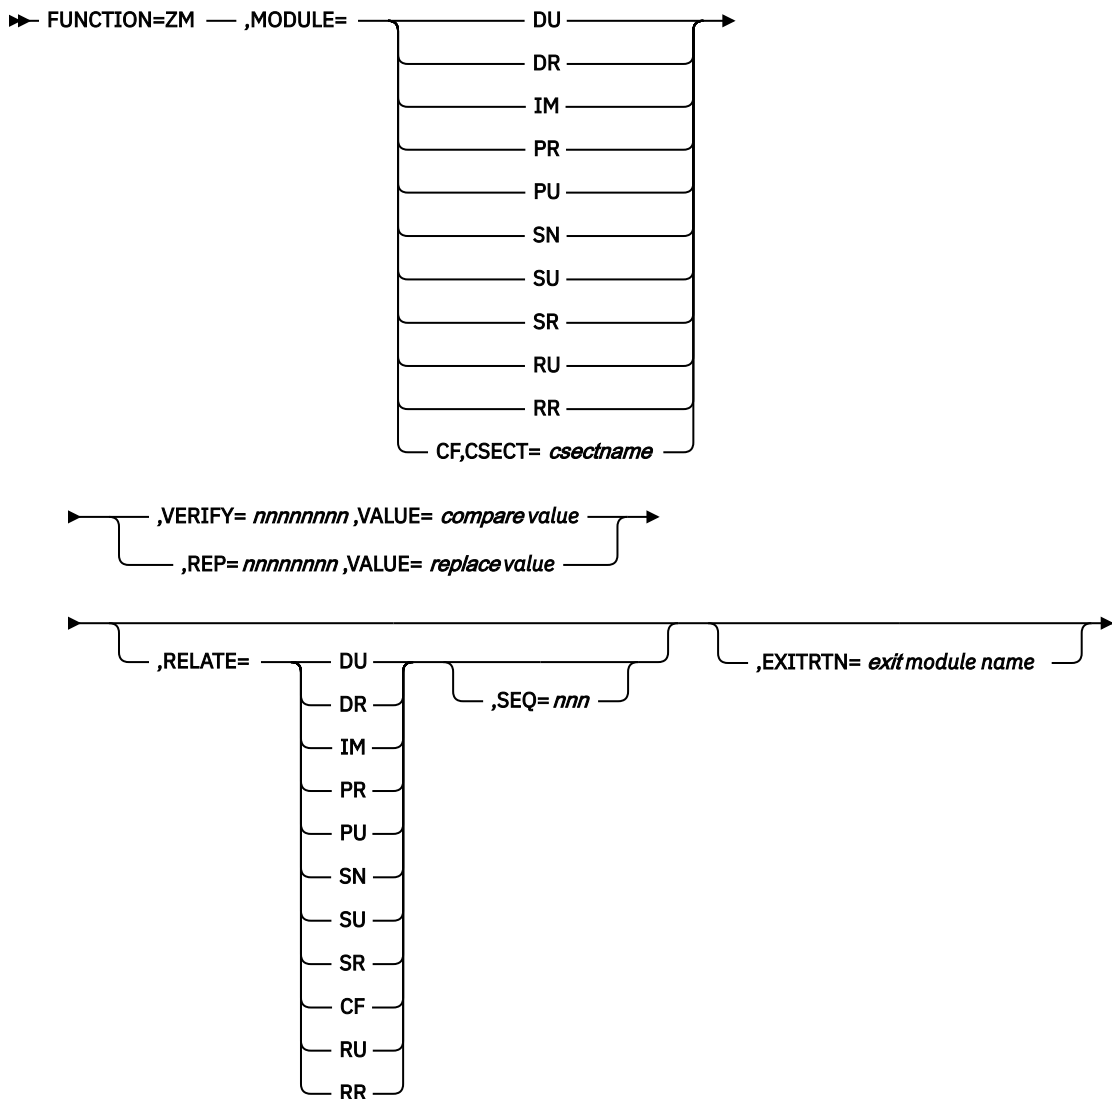 FUNCTION=ZM ,MODULE= DU
DR
IM
PR
PU
SN
SU
SR
RU
RR
CF,CSECT= csectname
,VERIFY= nnnnnnnn ,VALUE= compare value
,REP= nnnnnnnn ,VALUE= replace value
,RELATE= DU ,SEQ= nnn ,EXITRTN= exit module name
DR
IM
PR
PU
SN
SU
SR
CF
RU
RR